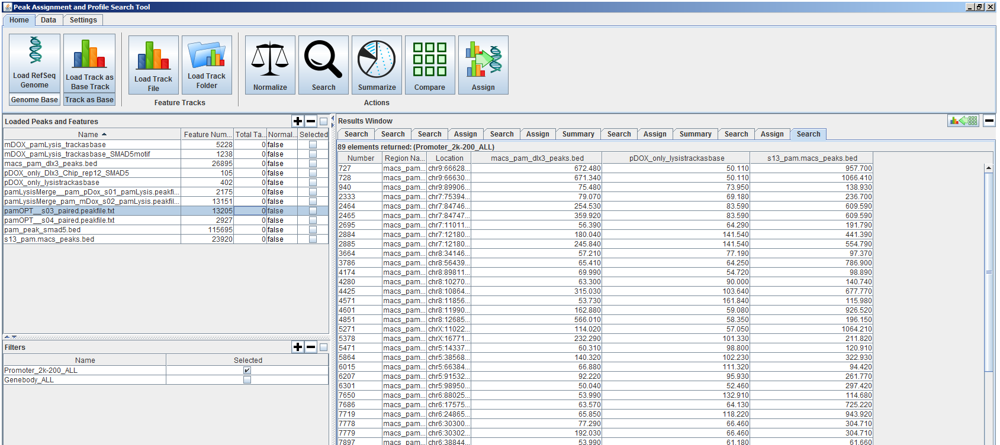 Peak Assignment and Profile Search Tool
Home Data Settings
Load RefSeq Genome
Genome Base
Load Track as Base Track
Track as Base
Load Track File
Load Track Folder
Feature Tracks
Normalize Search Summarize Compare Assign
Actions
Loaded Peaks and Features
Name Feature Num... Total Ta... Normal... Selected
mDOX_pamLysis_trackasbase 5228 0 false
mDOX_pamLysis_trackasbase_SMAD5motif 1238 0 false
macs_pam_dlx3_peaks.bed 26895 0 false
pDOX_only_Dlx3_Chip_rep12_SMAD5 105 0 false
pDOX_only_lysistrackasbase 402 0 false
pamLysisMerge__pam_pDox_s01_pamLysis.peakfi... 2175 0 false
pamLysisMerge_pam_mDox_s02_pamLysis.peakfil... 13151 0 false
pamOPT__s03_paired.peakfile.txt 13205 0 false
pamOPT__s04_paired.peakfile.txt 2927 0 false
pam_peak_smad5.bed 115695 0 false
s13_pam.macs_peaks.bed 23920 0 false
Filters
Name Selected
Promoter_2k-200_ALL
Genebody_ALL
Results Window
Search Search Search Assign Search Assign Summary Search Assign Summary Search Assign Search
89 elements returned: (Promoter_2k-200_ALL)
Number Region Na... Location macs_pam_dlx3_peaks.bed pDOX_only_lysistrackasbase s13_pam.macs_peaks.bed
727 macs_pam... chr9:66628... 672.480 50.110 957.700
728 macs_pam... chr9:66630... 671.340 50.110 1066.410
940 macs_pam... chr9:89906... 75.480 73.950 138.930
2333 macs_pam... chr7:75394... 79.070 69.180 236.700
2464 macs_pam... chr7:84746... 254.530 83.590 609.590
2465 macs_pam... chr7:84747... 359.920 83.590 609.590
2695 macs_pam... chr7:11011... 56.390 64.290 191.790
2884 macs_pam... chr7:12180... 180.040 141.540 441.390
2885 macs_pam... chr7:12180... 245.840 141.540 554.790
3664 macs_pam... chr8:34146... 57.210 77.190 97.370
3786 macs_pam... chr8:56439... 65.410 64.250 786.900
4174 macs_pam... chr8:89811... 69.990 54.720 98.890
4280 macs_pam... chr8:10270... 63.300 90.000 140.740
4425 macs_pam... chr8:10864... 315.030 103.640 677.770
4571 macs_pam... chr8:11856... 53.730 161.840 115.980
4601 macs_pam... chr8:11990... 162.880 59.080 926.520
4851 macs_pam... chr8:12685... 566.010 58.350 196.150
5271 macs_pam... chrX:11022... 114.020 57.050 1064.210
5378 macs_pam... chrX:16771... 232.290 101.330 211.820
5471 macs_pam... chr5:14337... 60.310 98.800 120.910
5864 macs_pam... chr5:38568... 140.320 102.230 322.930
6015 macs_pam... chr5:66384... 66.880 111.320 94.420
6207 macs_pam... chr5:91532... 92.220 95.930 261.770
6301 macs_pam... chr5:98950... 50.040 52.460 297.420
7650 macs_pam... chr6:88025... 53.990 132.910 114.680
7686 macs_pam... chr6:17575... 63.570 64.130 725.220
7719 macs_pam... chr6:24865... 65.850 118.220 943.920
7778 macs_pam... chr6:30300... 77.290 66.460 304.710
7779 macs_pam... chr6:30302... 192.030 66.460 304.710
7897 macs_pam... chr6:38844... 53.990 61.180 61.660